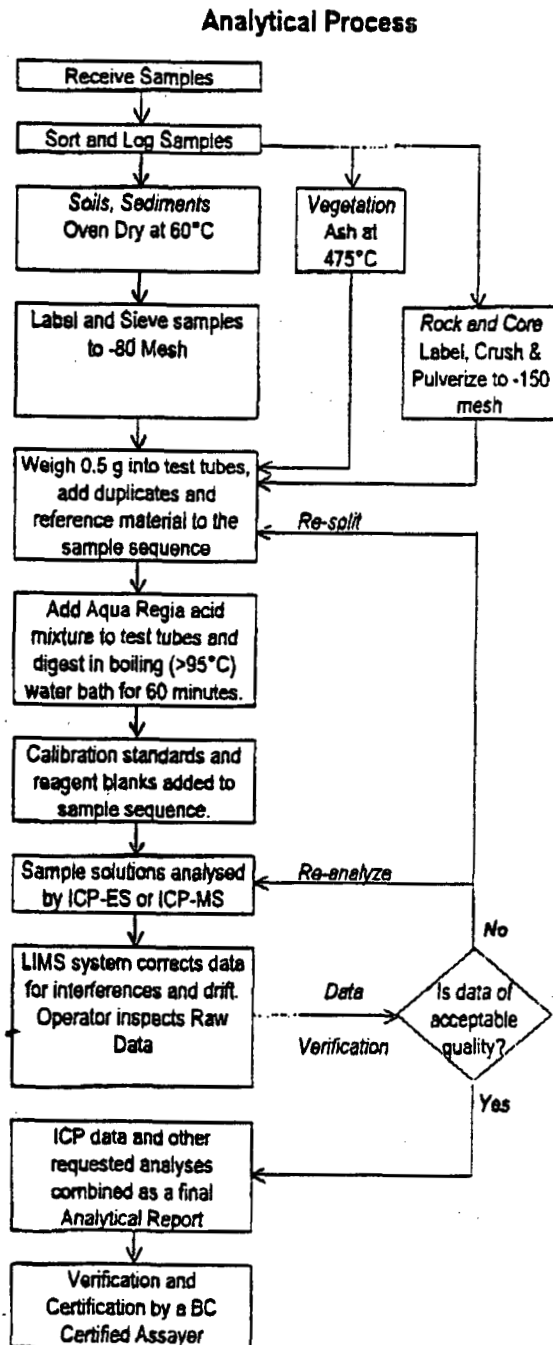 Analytical Process
Receive Samples
Sort and Log Samples
Soils, Sediments
Oven Dry at 60°C
Vegetation
Ash at
475°C
Label and Sieve samples
to -80 Mesh
Rock and Core
Label, Crush &
Pulverize to -150
mesh
Weigh 0.5 g into test tubes,
add duplicates and
reference material to the
sample sequence
Re-split
Add Aqua Regia acid
mixture to test tubes and
digest in boiling (>95°C)
water bath for 60 minutes.
Calibration standards and
reagent blanks added to
sample sequence.
Sample solutions analysed
by ICP-ES or ICP-MS
Re-analyze
No
LIMS system corrects data
for interferences and drift.
Operator inspects Raw
Data
Data
Verification
Is data of
acceptable
quality?
Yes
ICP data and other
requested analyses
combined as a final
Analytical Report
Verification and
Certification by a BC
Certified Assayer